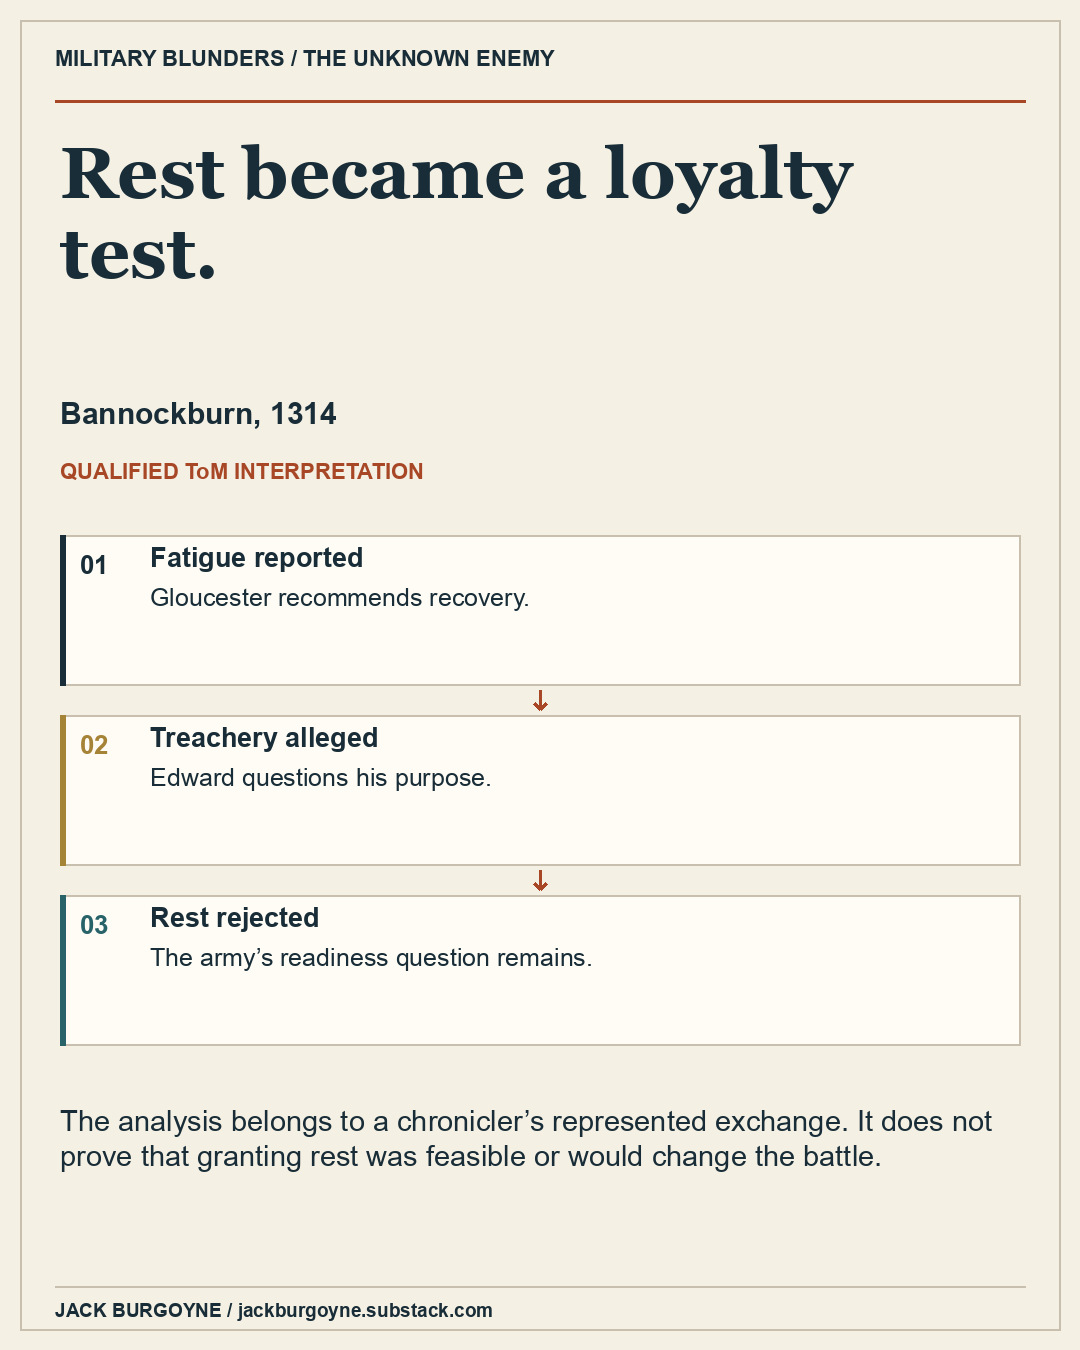 MILITARY BLUNDERS / THE UNKNOWN ENEMY
Rest became a loyalty
test.
Bannockburn, 1314
QUALIFIED ToM INTERPRETATION
01
Fatigue reported
Gloucester recommends recovery.
↓
02
Treachery alleged
Edward questions his purpose.
↓
03
Rest rejected
The army’s readiness question remains.
The analysis belongs to a chronicler’s represented exchange. It does not
prove that granting rest was feasible or would change the battle.
JACK BURGOYNE / jackburgoyne.substack.com